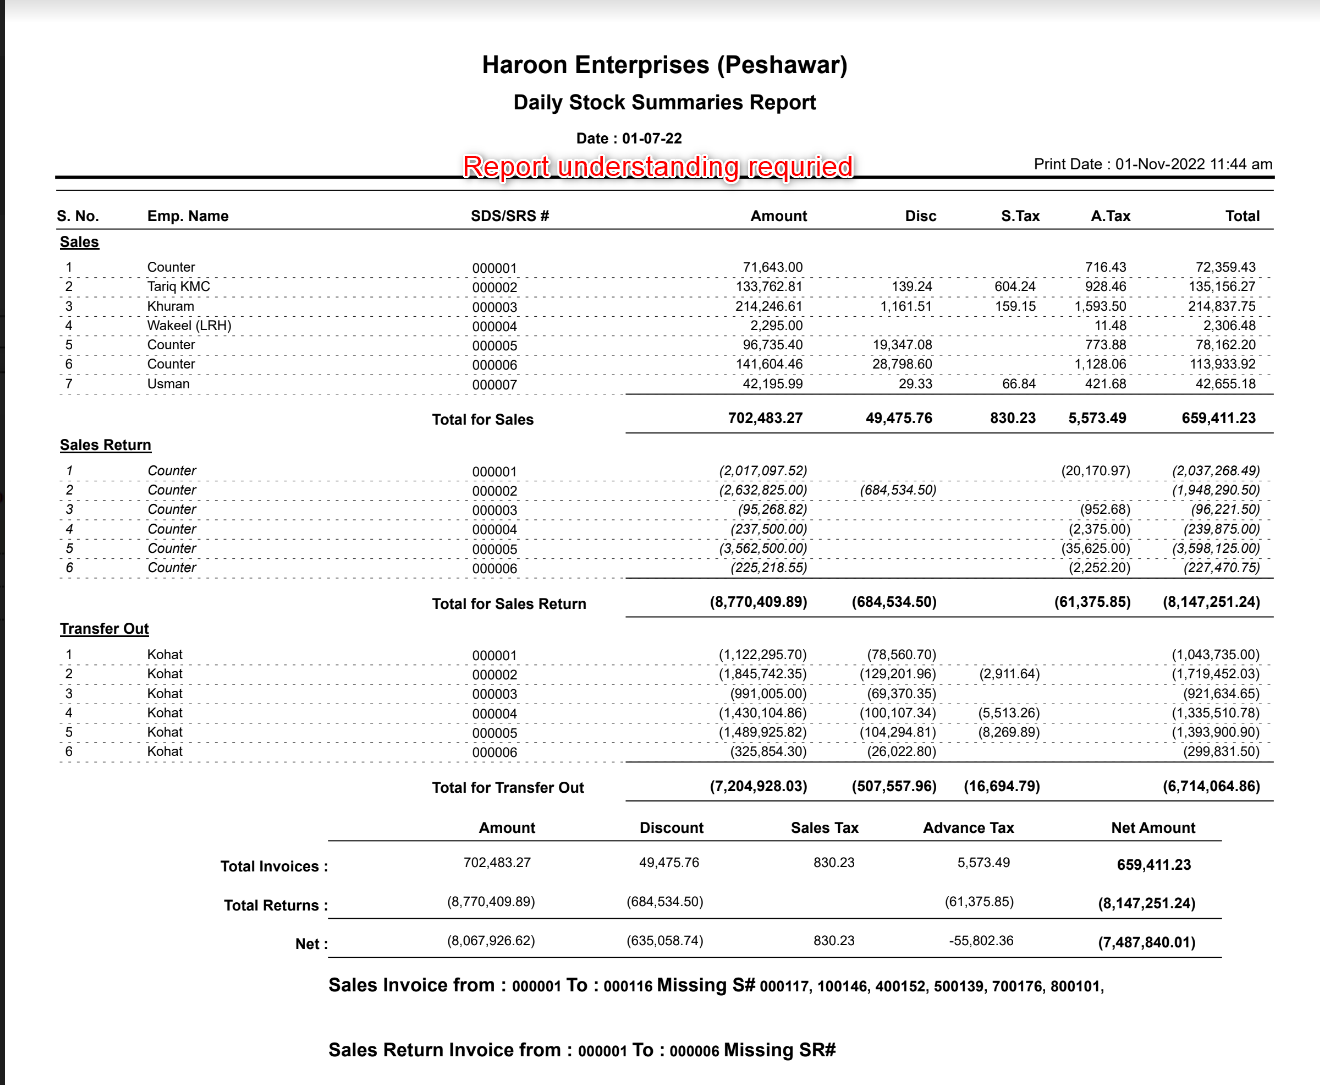 Haroon Enterprises (Peshawar)
Daily Stock Summaries Report
Date : 01-07-22
Report understanding requried
Print Date : 01-Nov-2022 11:44 am
S. No. Emp. Name SDS/SRS # Amount Disc S.Tax A.Tax Total
Sales
1 Counter 000001 71,643.00 716.43 72,359.43
2 Tariq KMC 000002 133,762.81 139.24 604.24 928.46 135,156.27
3 Khuram 000003 214,246.61 1,161.51 159.15 1,593.50 214,837.75
4 Wakeel (LRH) 000004 2,295.00 11.48 2,306.48
5 Counter 000005 96,735.40 19,347.08 773.88 78,162.20
6 Counter 000006 141,604.46 28,798.60 1,128.06 113,933.92
7 Usman 000007 42,195.99 29.33 66.84 421.68 42,655.18
Total for Sales 702,483.27 49,475.76 830.23 5,573.49 659,411.23
Sales Return
1 Counter 000001 (2,017,097.52) (20,170.97) (2,037,268.49)
2 Counter 000002 (2,632,825.00) (684,534.50) (1,948,290.50)
3 Counter 000003 (95,268.82) (952.68) (96,221.50)
4 Counter 000004 (237,500.00) (2,375.00) (239,875.00)
5 Counter 000005 (3,562,500.00) (35,625.00) (3,598,125.00)
6 Counter 000006 (225,218.55) (2,252.20) (227,470.75)
Total for Sales Return (8,770,409.89) (684,534.50) (61,375.85) (8,147,251.24)
Transfer Out
1 Kohat 000001 (1,122,295.70) (78,560.70) (1,043,735.00)
2 Kohat 000002 (1,845,742.35) (129,201.96) (2,911.64) (1,719,452.03)
3 Kohat 000003 (991,005.00) (69,370.35) (921,634.65)
4 Kohat 000004 (1,430,104.86) (100,107.34) (5,513.26) (1,335,510.78)
5 Kohat 000005 (1,489,925.82) (104,294.81) (8,269.89) (1,393,900.90)
6 Kohat 000006 (325,854.30) (26,022.80) (299,831.50)
Total for Transfer Out (7,204,928.03) (507,557.96) (16,694.79) (6,714,064.86)
Amount Discount Sales Tax Advance Tax Net Amount
Total Invoices : 702,483.27 49,475.76 830.23 5,573.49 659,411.23
Total Returns : (8,770,409.89) (684,534.50) (61,375.85) (8,147,251.24)
Net : (8,067,926.62) (635,058.74) 830.23 -55,802.36 (7,487,840.01)
Sales Invoice from : 000001 To : 000116 Missing S# 000117, 100146, 400152, 500139, 700176, 800101,
Sales Return Invoice from : 000001 To : 000006 Missing SR#